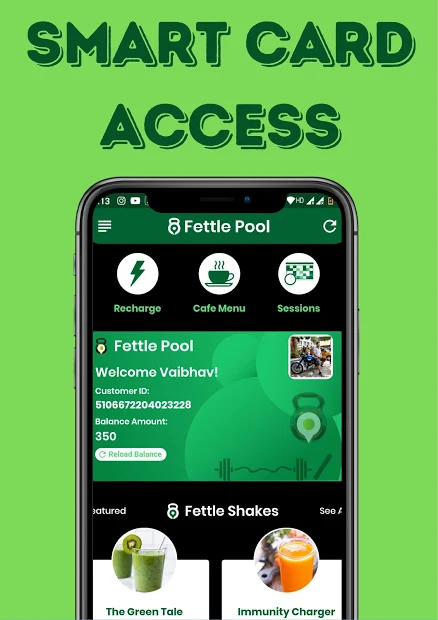 SMART CARD
ACCESS
:13
HD
Fettle Pool
Recharge
Cafe Menu
Sessions
Fettle Pool
Welcome Vaibhav!
Customer ID:
5106672204023228
Balance Amount:
350
Reload Balance
eatured
Fettle Shakes
See A
The Green Tale
Immunity Charger